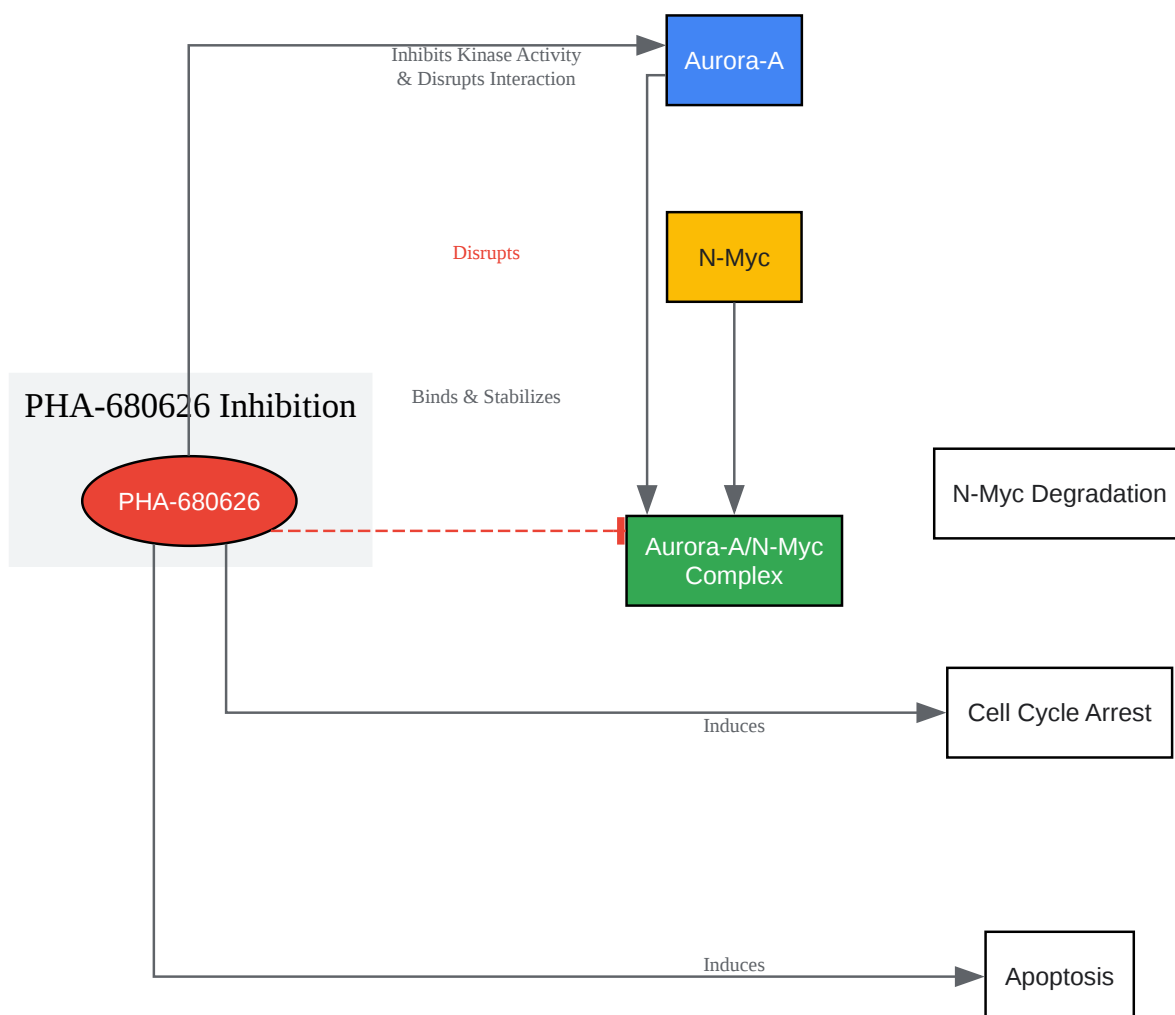 Inhibits Kinase Activity
& Disrupts Interaction
Aurora-A
N-Myc
Disrupts
Binds & Stabilizes
PHA-680626 Inhibition
PHA-680626
N-Myc Degradation
Aurora-A/N-Myc
Complex
Cell Cycle Arrest
Induces
Induces
Apoptosis